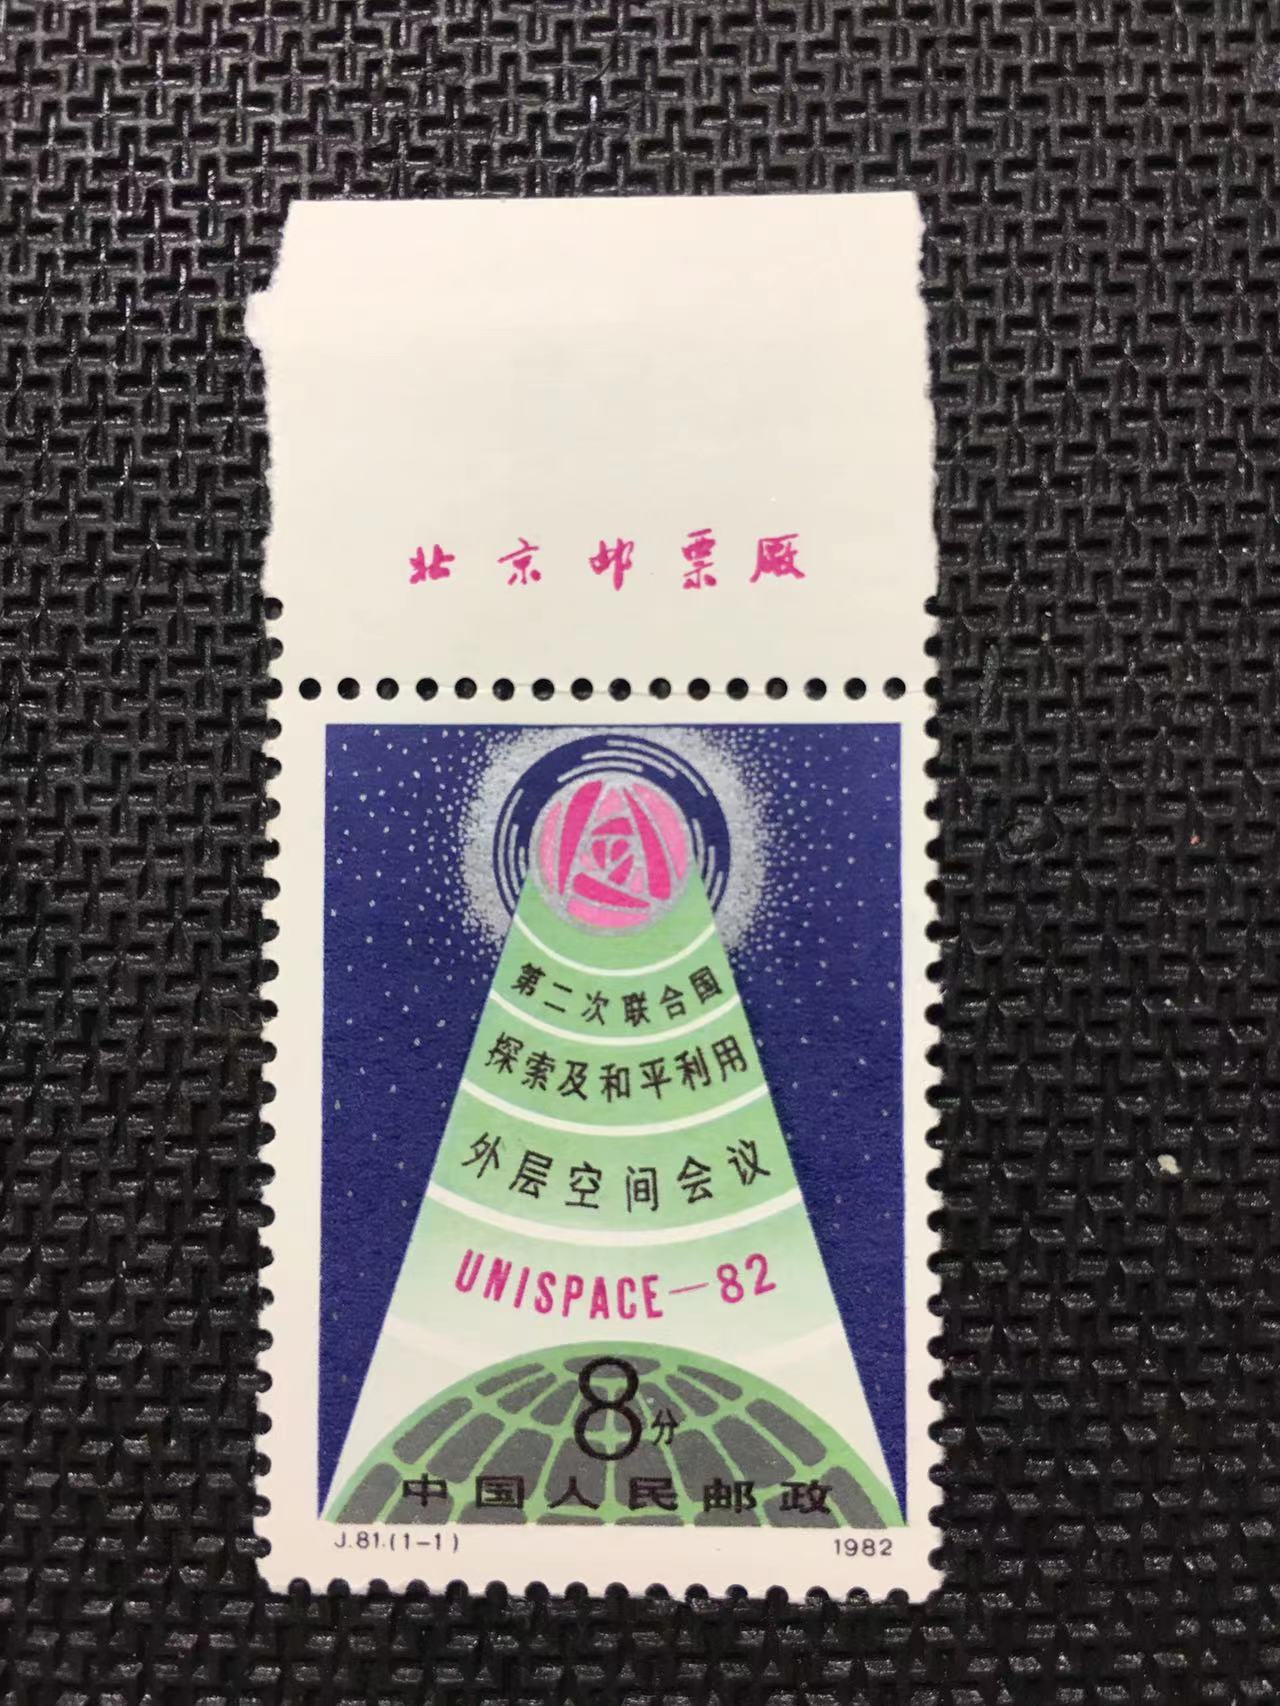 北京邮票厰
第二次联合国
探索及和平利用
外层空间会议
UNISPACE-82
8分
中国人民邮政
J.81.(1-1) 1982